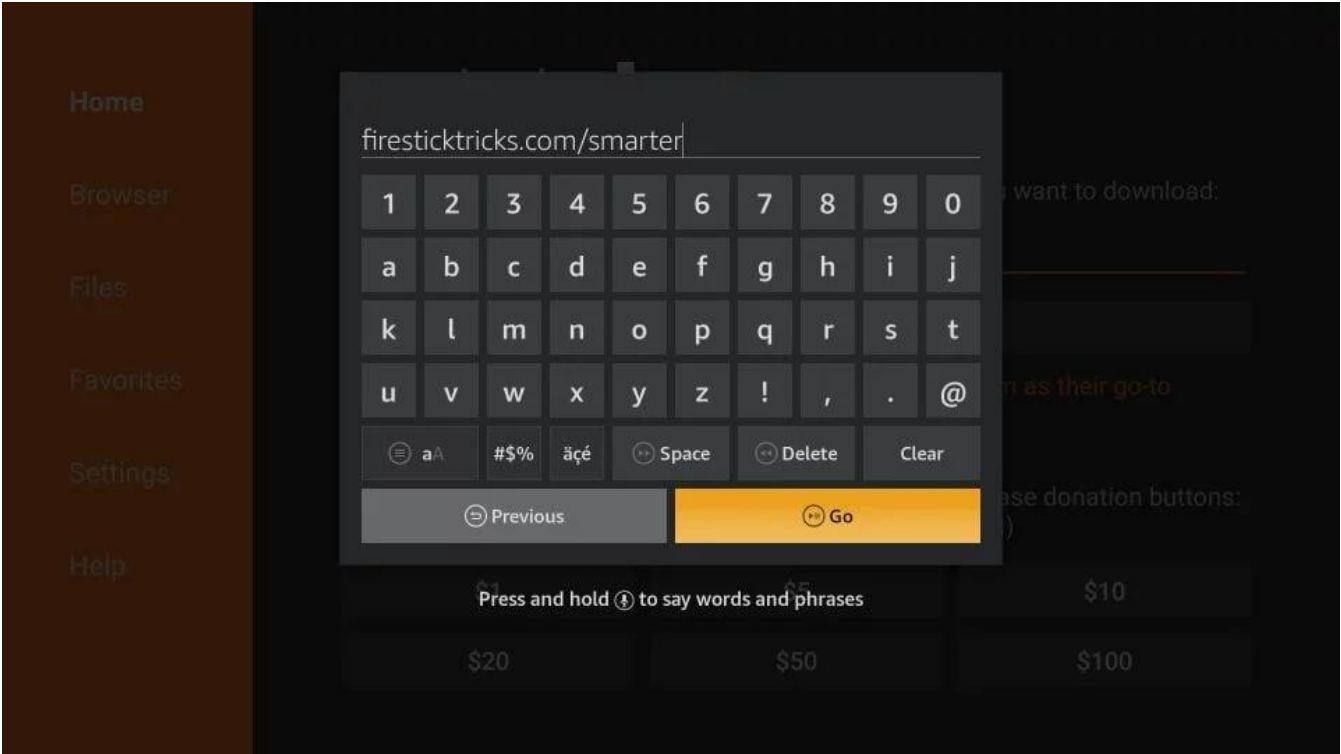 Home
Browser
Files
Favorites
Settings
Help
firesticktricks.com/smarter
1 2 3 4 5 6 7 8 9 0
a b c d e f g h i j
k l m n o p q r s t
u v w x y z ! , . @
aA #$% äçé Space Delete Clear
Previous Go
want to download:
as their go-to
donation buttons:
)
Press and hold to say words and phrases
$1 $5 $10
$20 $50 $100